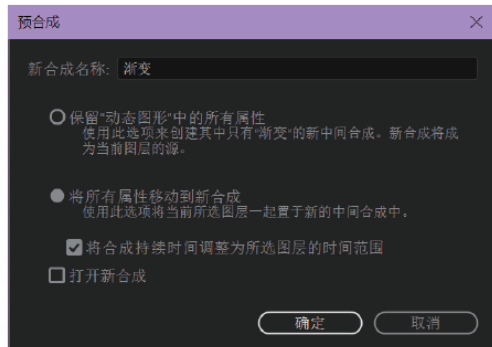 预合成
新合成名称: 渐变
保留“动态图形”中的所有属性
使用此选项来创建其中只有“渐变”的新中间合成。新合成将成
为当前图层的源。
将所有属性移动到新合成
使用此选项将当前所选图层一起置于新的中间合成中。
将合成持续时间调整为所选图层的时间范围
打开新合成
确定 取消